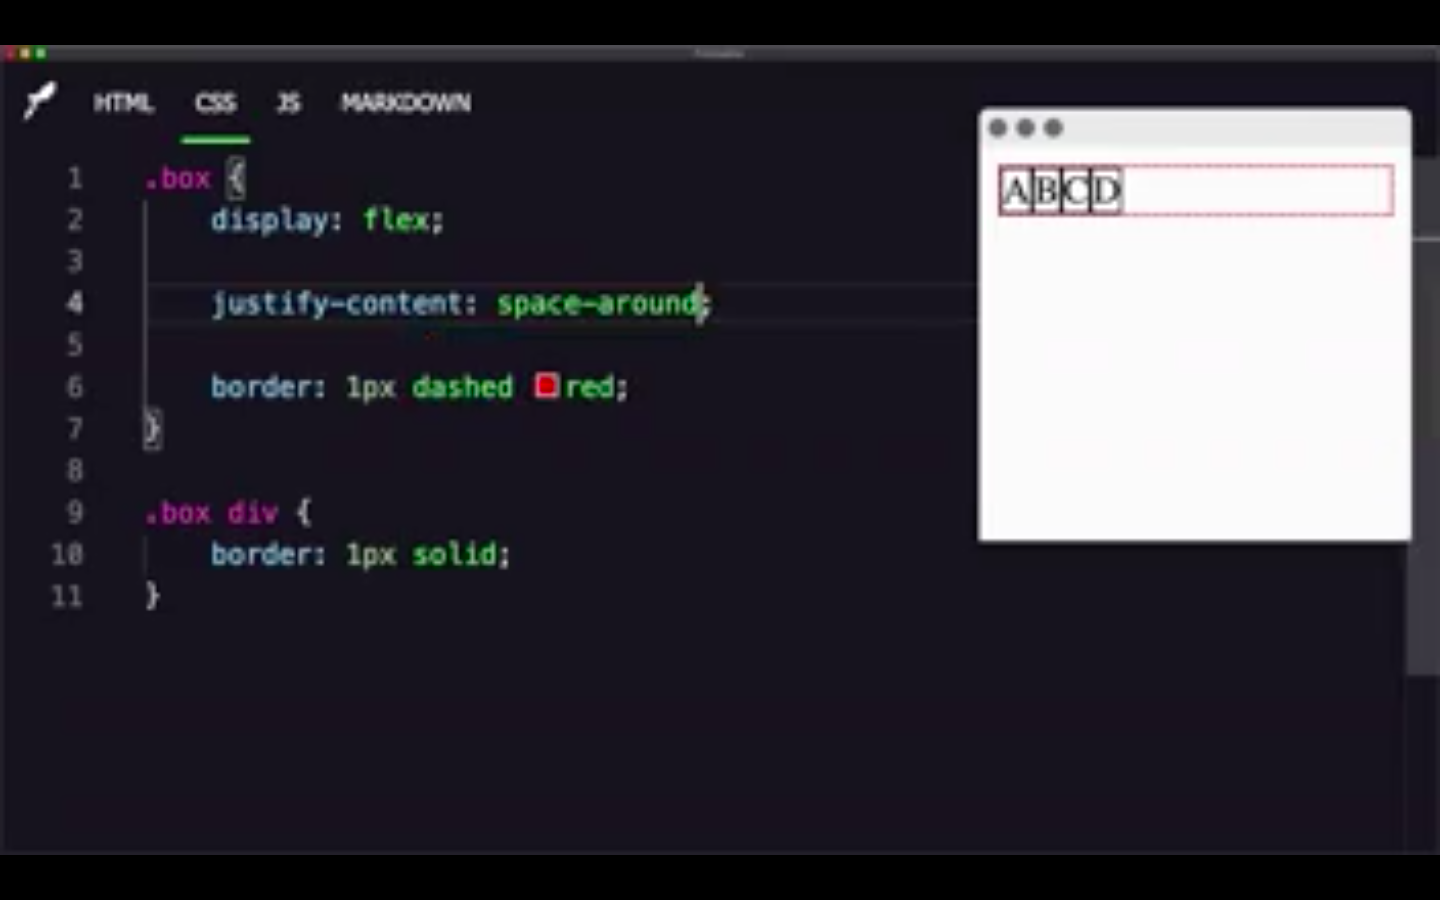 HTML CSS JS MARKDOWN
1 .box {
2 display: flex;
3
4 justify-content: space-around;
5
6 border: 1px dashed red;
7 }
8
9 .box div {
10 border: 1px solid;
11 }
ABCD